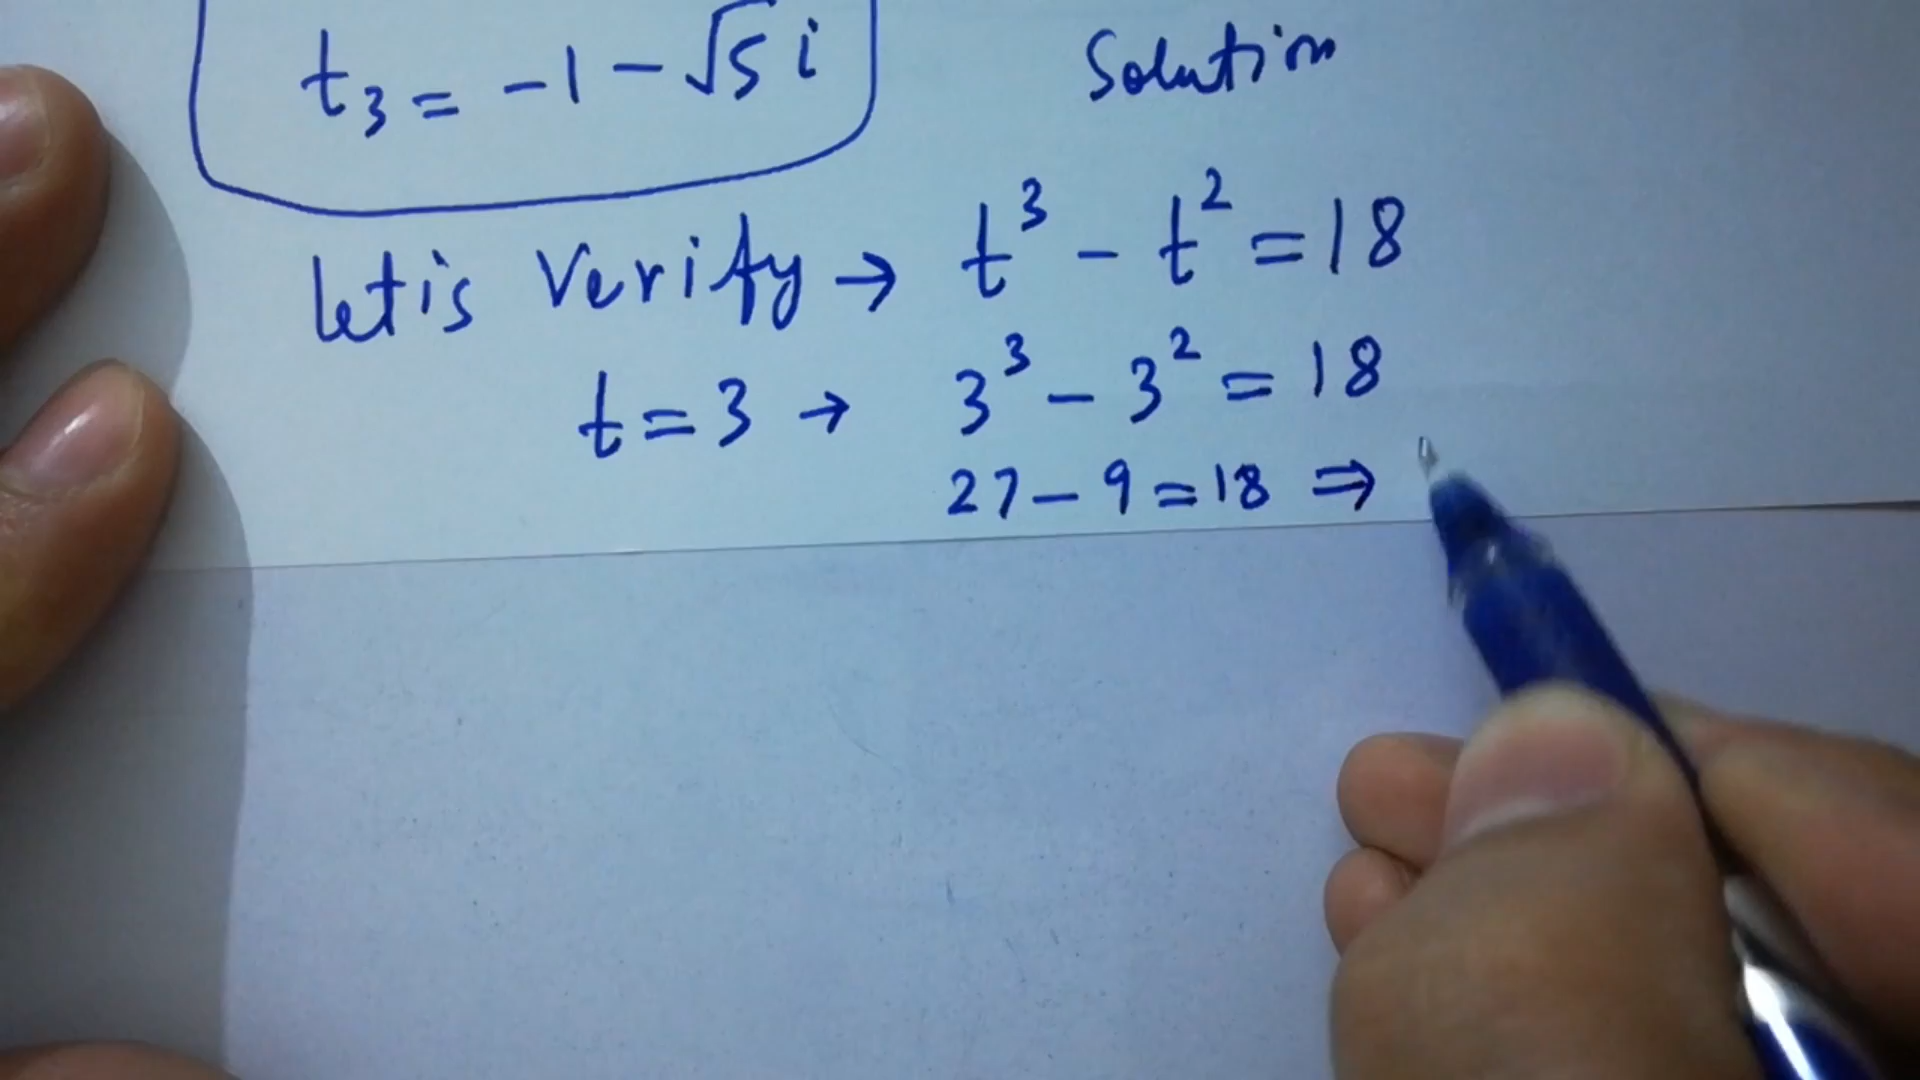 t₃ = -1 - √5 i
Solution
let's Verify → t³ - t² = 18
t = 3 → 3³ - 3² = 18
27 - 9 = 18 ⇒